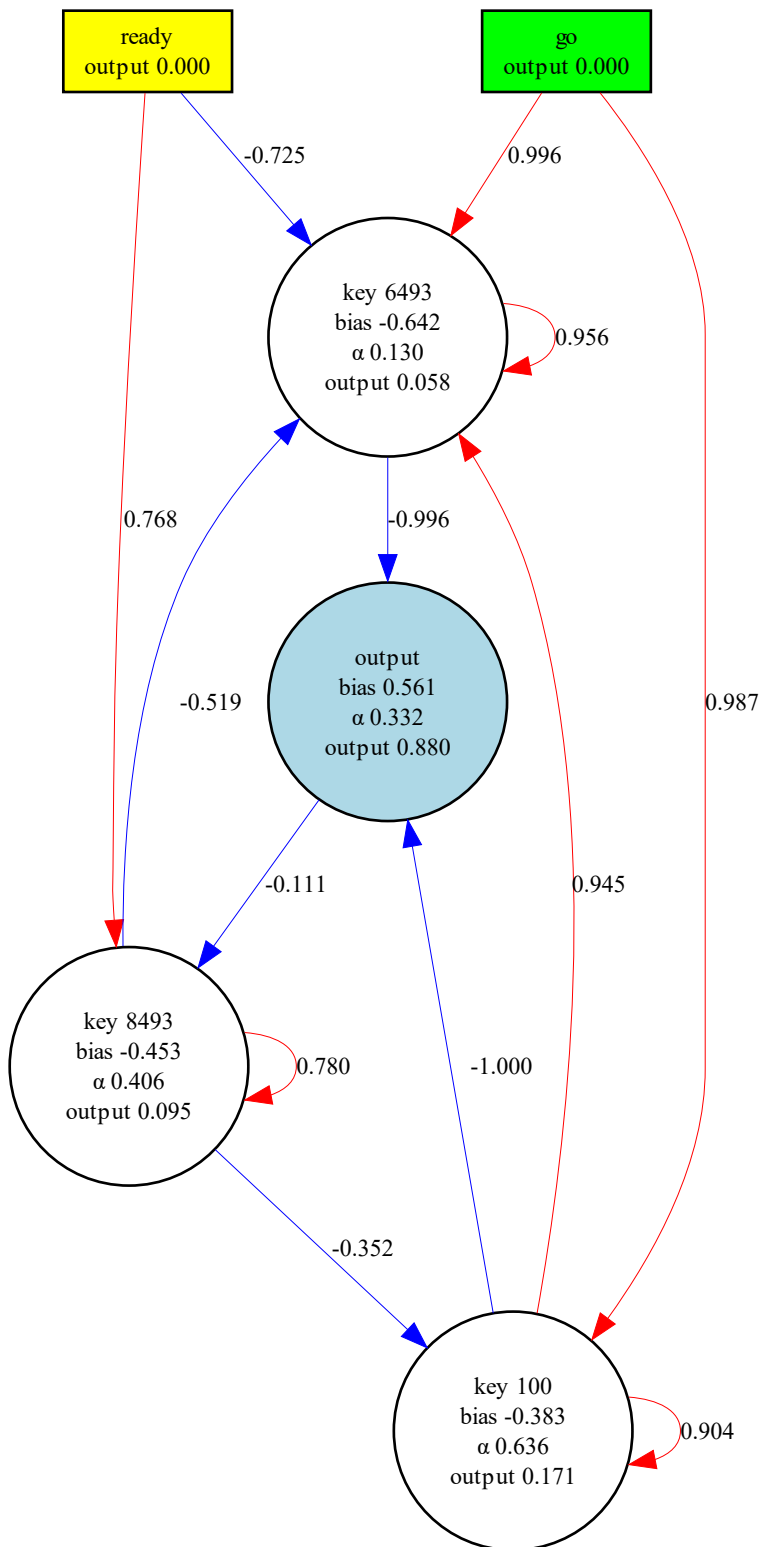 ready
output 0.000
go
output 0.000
-0.725
0.996
key 6493
bias -0.642
α 0.130
output 0.058
0.956
0.768
-0.996
-0.519
output
bias 0.561
α 0.332
output 0.880
0.987
-0.111
0.945
key 8493
bias -0.453
α 0.406
output 0.095
0.780
-1.000
-0.352
key 100
bias -0.383
α 0.636
output 0.171
0.904